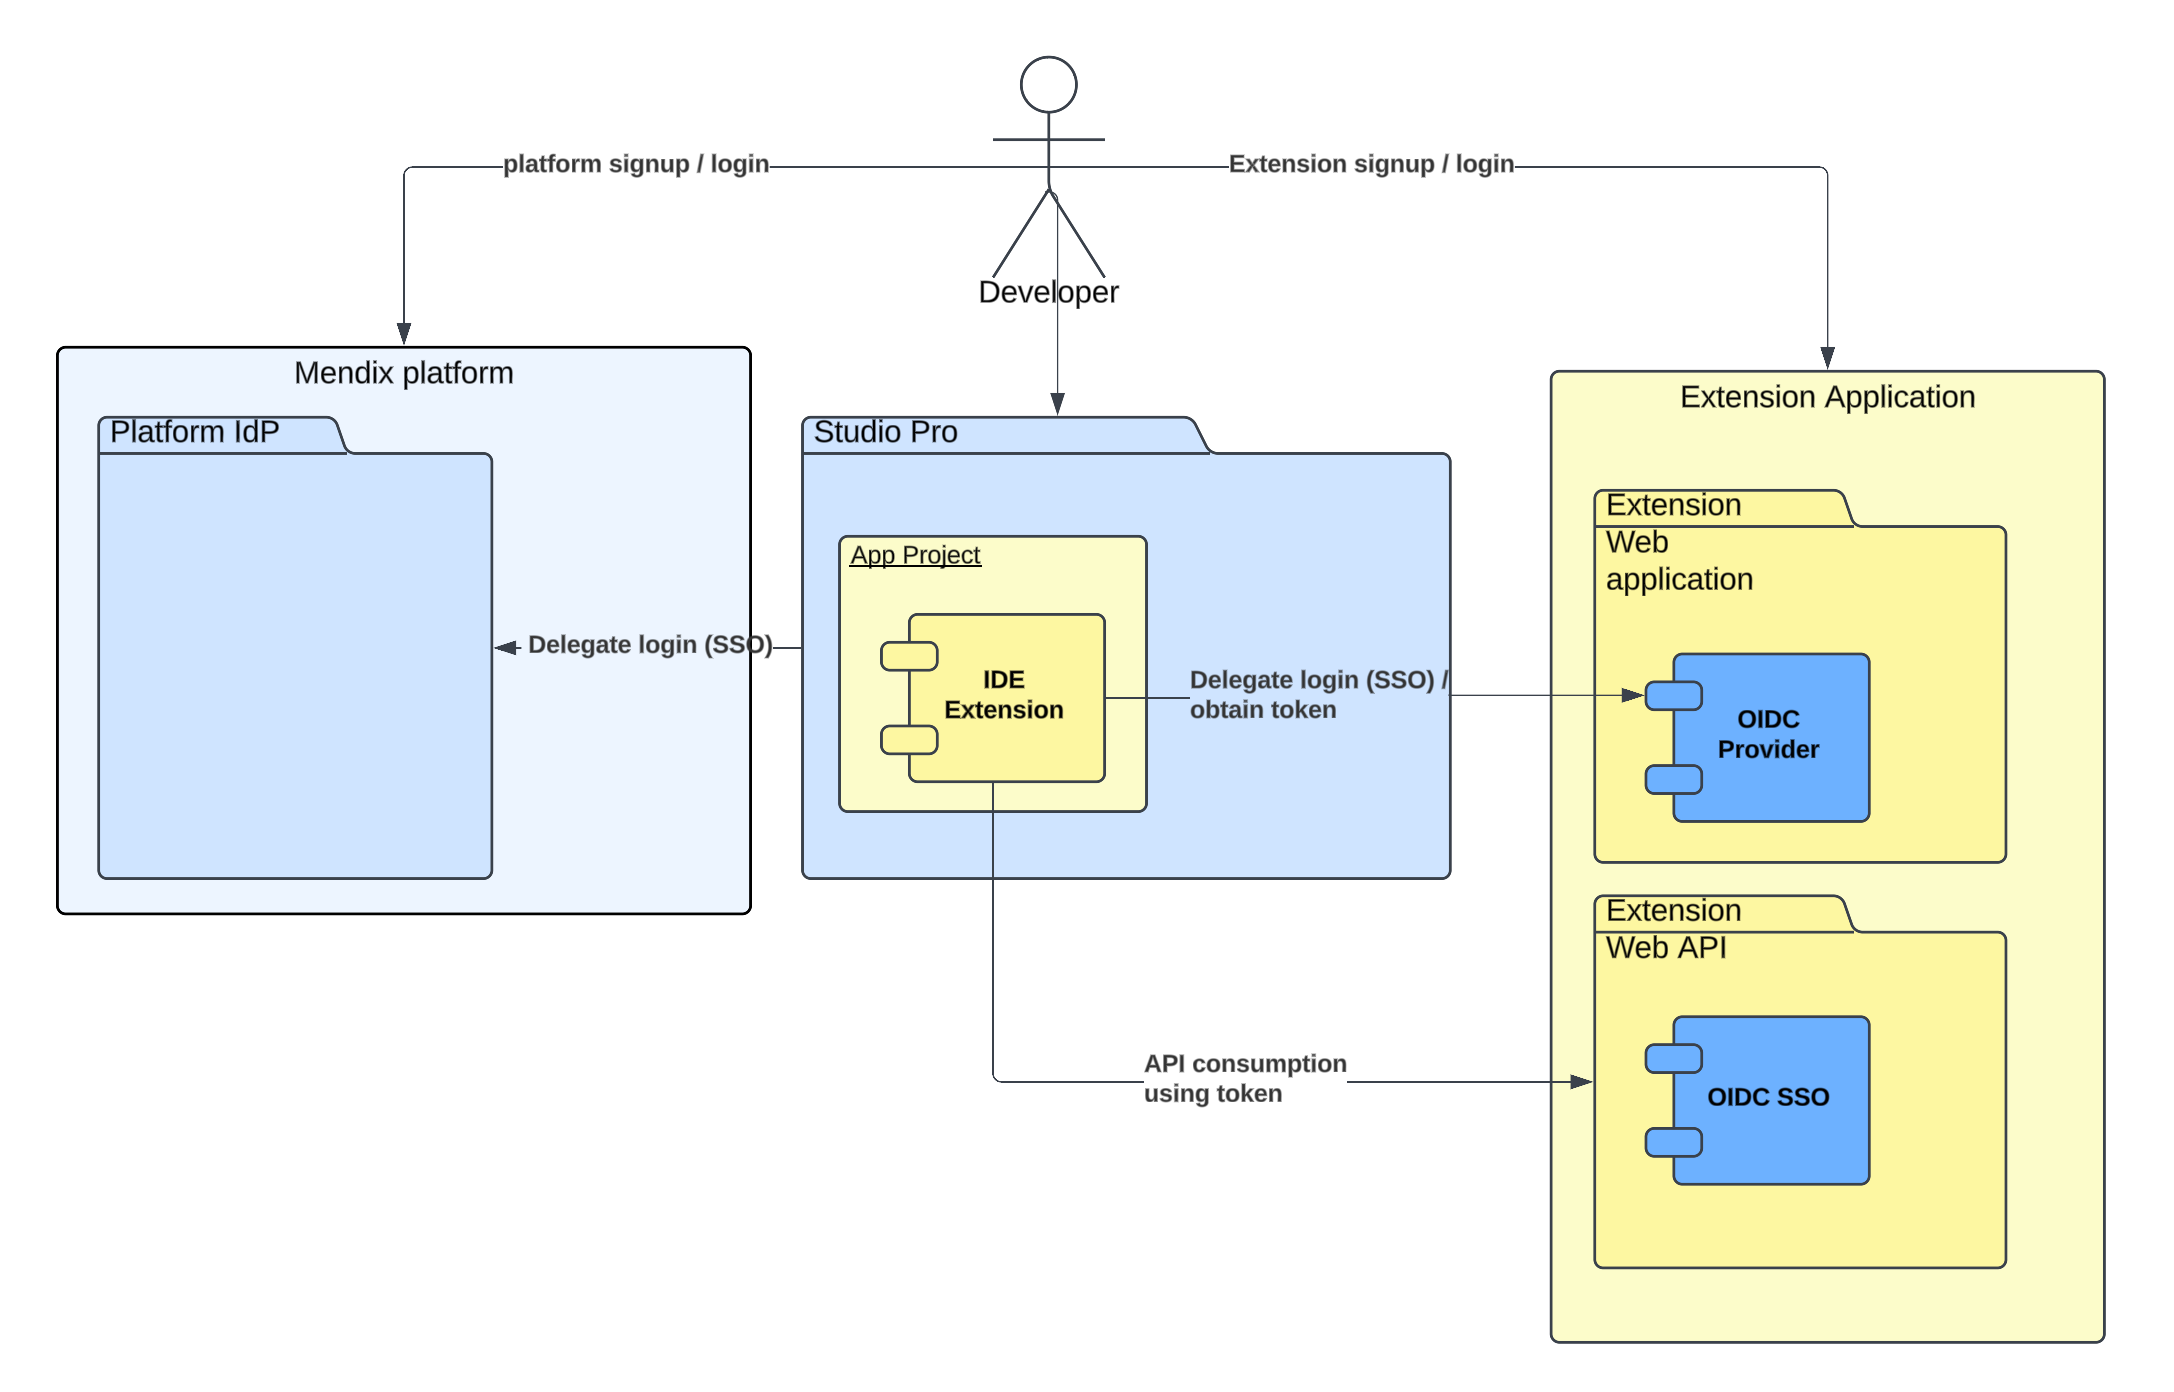 platform signup / login
Extension signup / login
Developer
Mendix platform
Platform IdP
Delegate login (SSO)
Studio Pro
App Project
IDE
Extension
Delegate login (SSO) /
obtain token
API consumption
using token
Extension Application
Extension
Web
application
OIDC
Provider
Extension
Web API
OIDC SSO